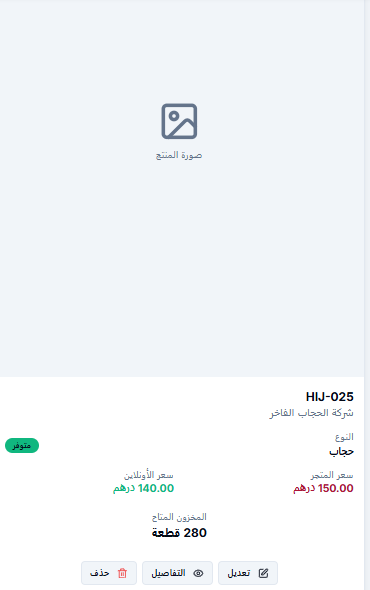 صورة المنتج
HIJ-025
شركة الحجاب الفاخر
النوع
حجاب
متوفر
سعر المتجر
150.00 درهم
سعر الأونلاين
140.00 درهم
المخزون المتاح
280 قطعة
تعديل
التفاصيل
حذف